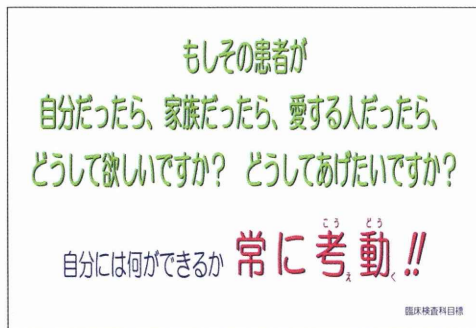 もしその患者が
自分だったら、家族だったら、愛する人だったら、
どうして欲しいですか？ どうしてあげたいですか？
自分には何ができるか 常に考動!!
こう どう
え く
臨床検査科目標